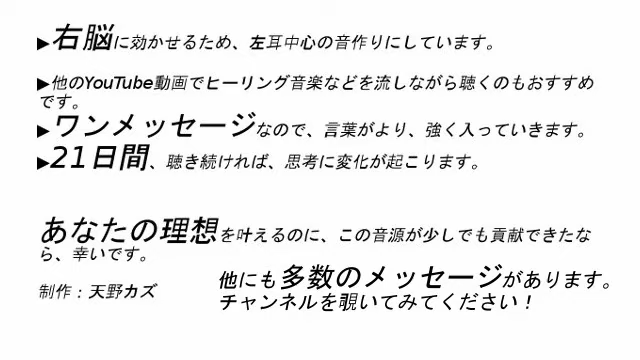 ▶右脳に効かせるため、左耳中心の音作りにしています。
▶他のYouTube動画でヒーリング音楽などを流しながら聴くのもおすすめ
です。
▶ワンメッセージなので、言葉がより、強く入っていきます。
▶21日間、聴き続ければ、思考に変化が起こります。
あなたの理想を叶えるのに、この音源が少しでも貢献できたな
ら、幸いです。
他にも多数のメッセージがあります。
制作：天野カズ
チャンネルを覗いてみてください！